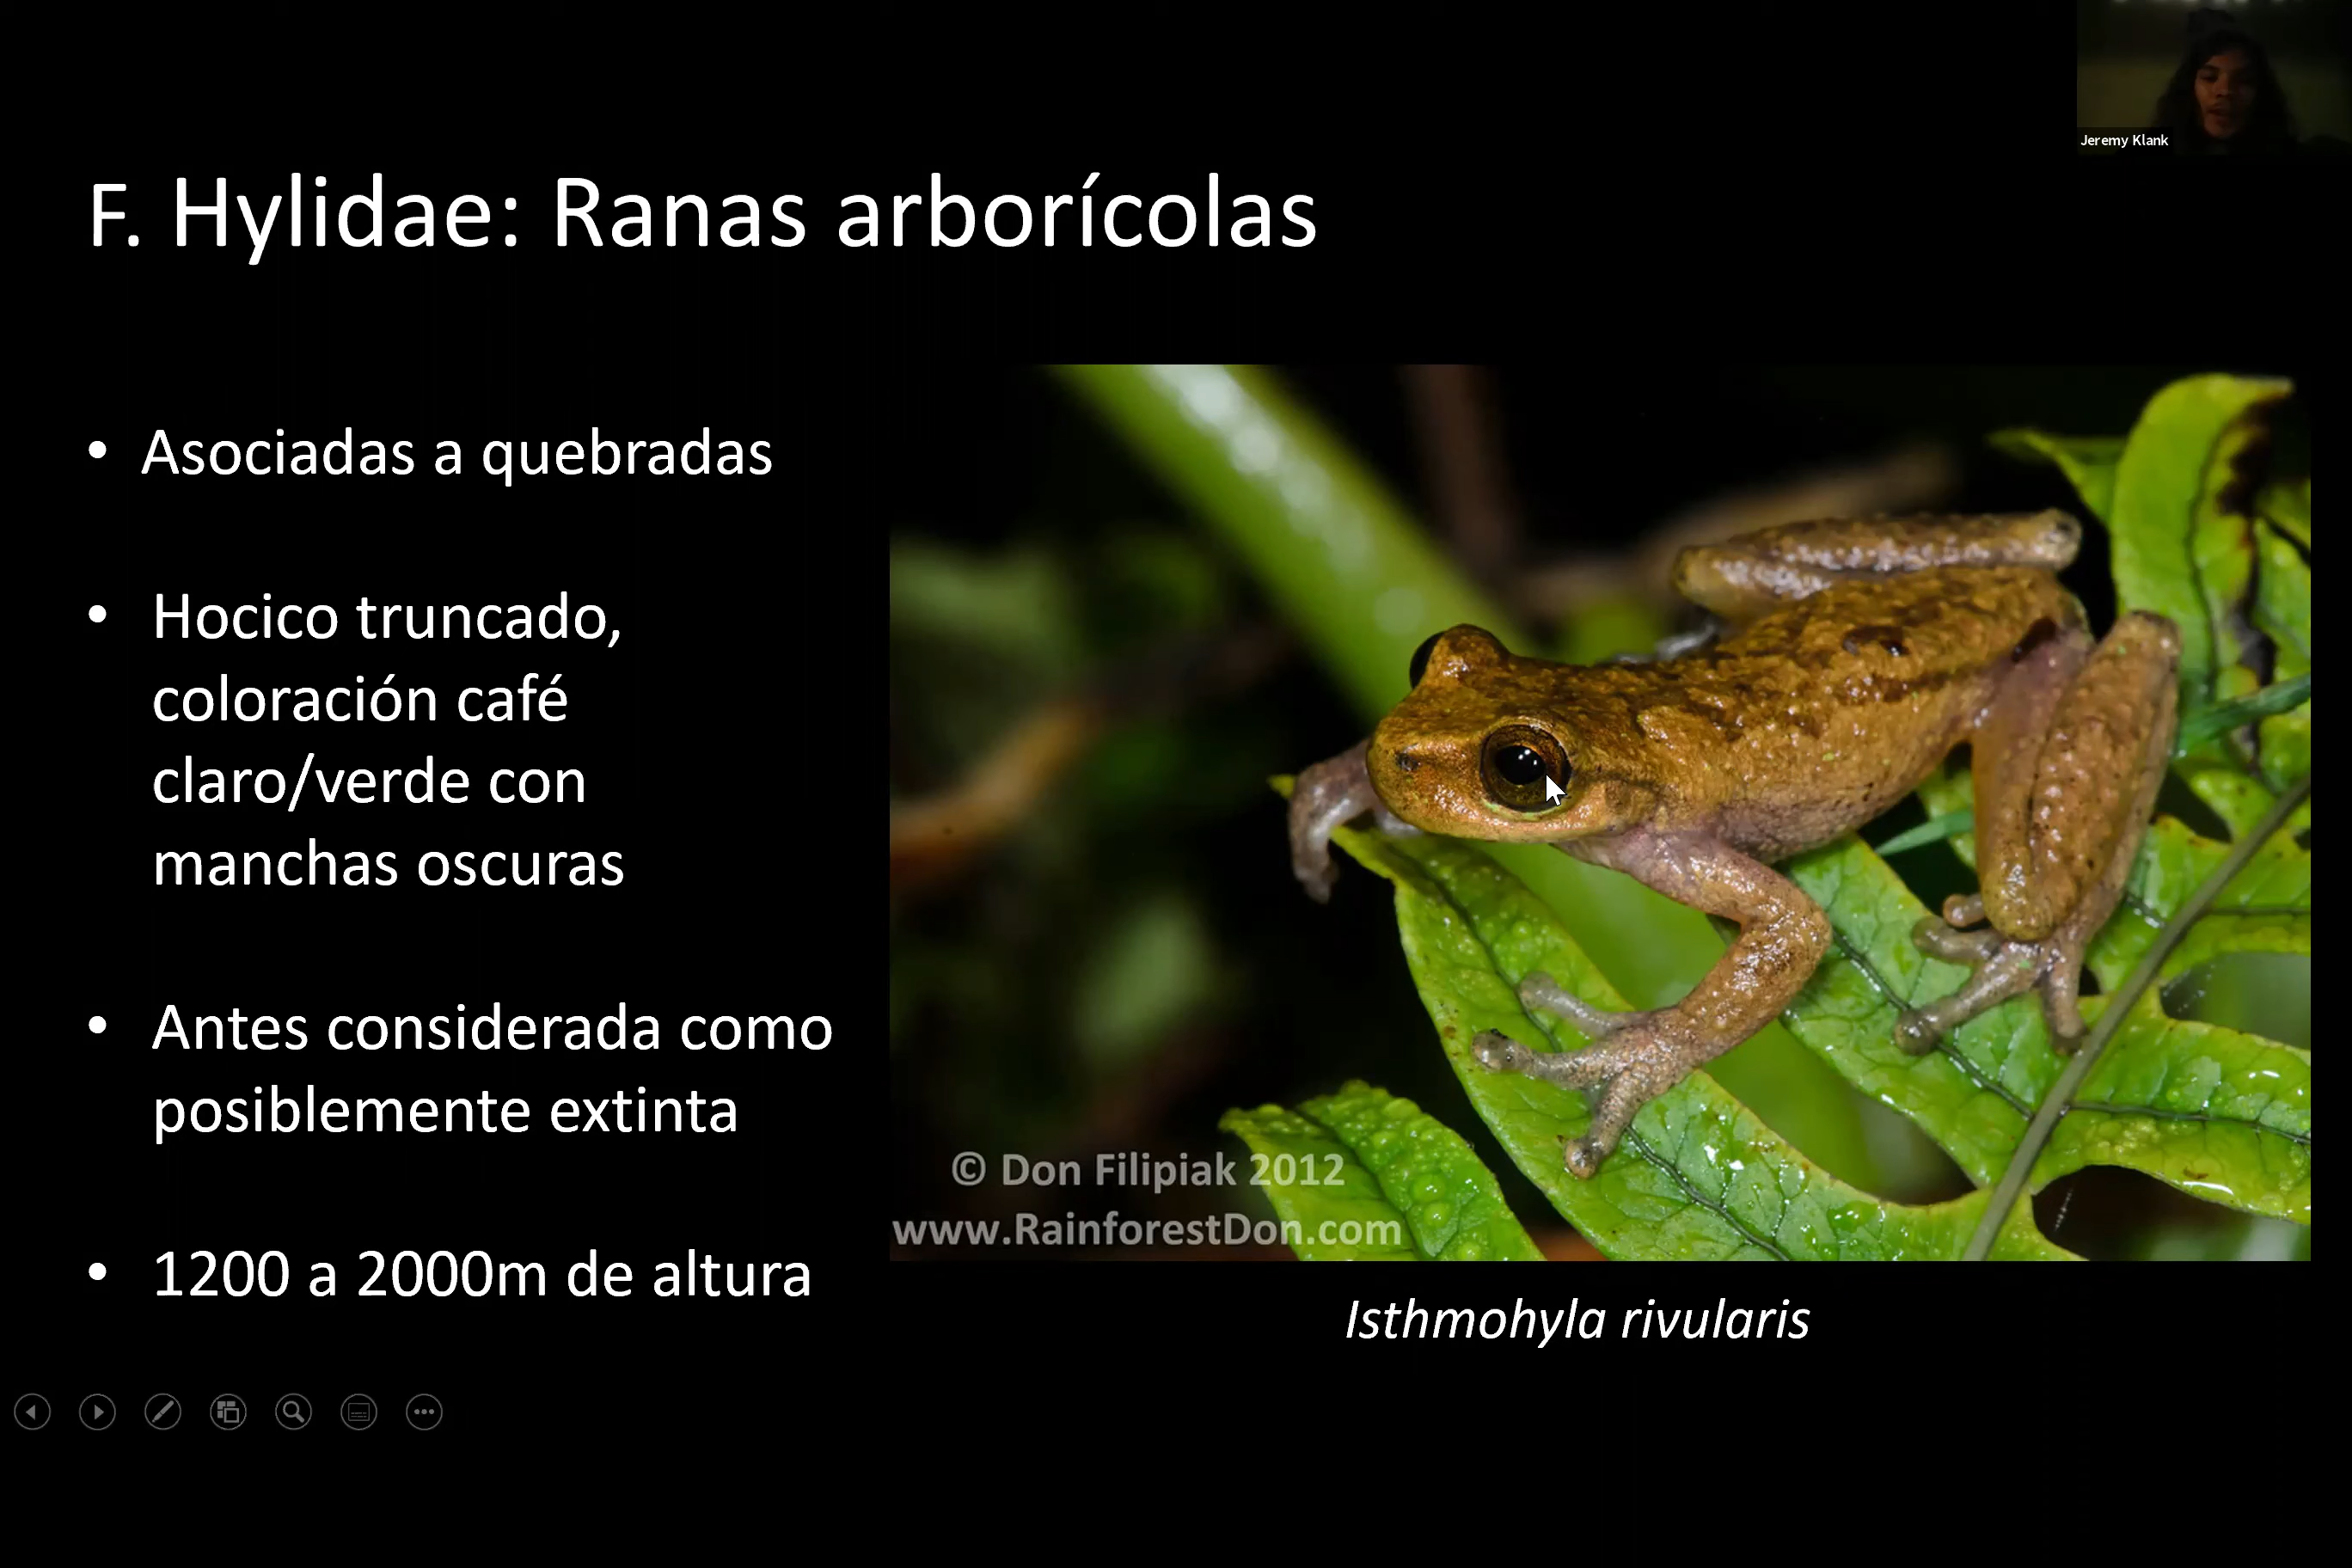 Jeremy Klank
F. Hylidae: Ranas arborícolas
• Asociadas a quebradas
• Hocico truncado,
coloración café
claro/verde con
manchas oscuras
• Antes considerada como
posiblemente extinta
• 1200 a 2000m de altura
© Don Filipiak 2012
www.RainforestDon.com
Isthmohyla rivularis